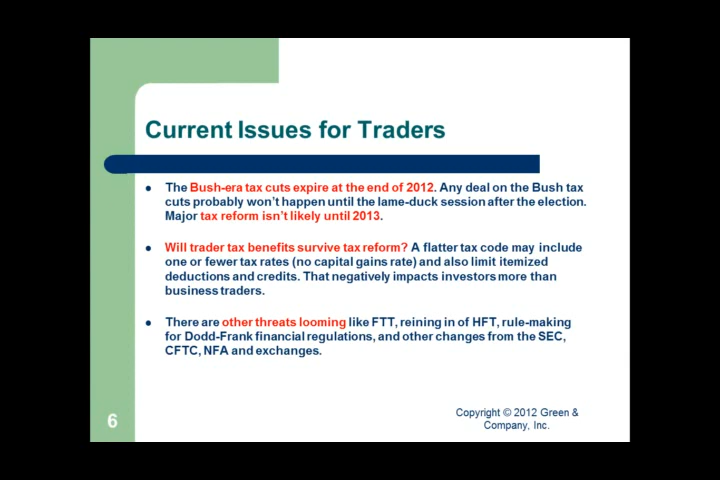 Current Issues for Traders
The Bush-era tax cuts expire at the end of 2012. Any deal on the Bush tax
cuts probably won't happen until the lame-duck session after the election.
Major tax reform isn't likely until 2013.
Will trader tax benefits survive tax reform? A flatter tax code may include
one or fewer tax rates (no capital gains rate) and also limit itemized
deductions and credits. That negatively impacts investors more than
business traders.
There are other threats looming like FTT, reining in of HFT, rule-making
for Dodd-Frank financial regulations, and other changes from the SEC,
CFTC, NFA and exchanges.
6
Copyright © 2012 Green &
Company, Inc.